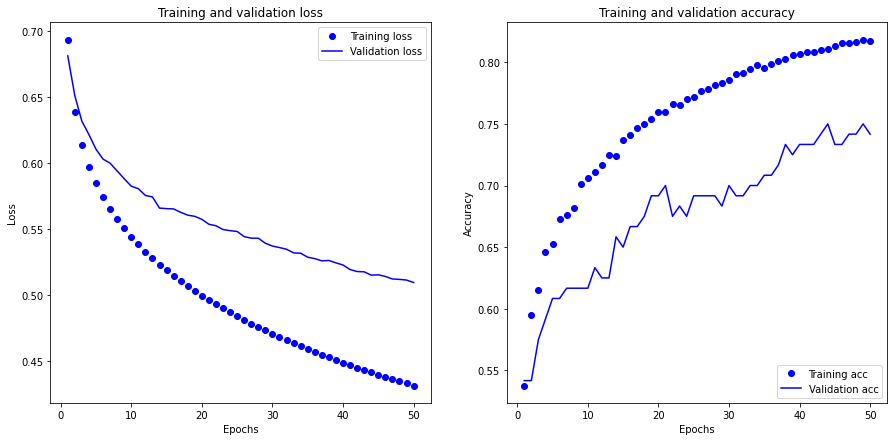 Training and validation loss
Training loss
Validation loss
0.70
0.65
0.60
0.55
0.50
0.45
Loss
0
10
20
30
40
50
Epochs
Training and validation accuracy
0.80
0.75
0.70
0.65
0.60
0.55
Accuracy
Training acc
Validation acc
0
10
20
30
40
50
Epochs